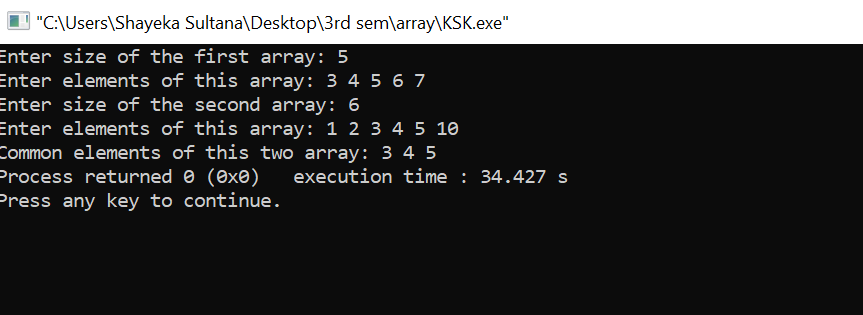 "C:\Users\Shayeka Sultana\Desktop\3rd sem\array\KSK.exe"
Enter size of the first array: 5
Enter elements of this array: 3 4 5 6 7
Enter size of the second array: 6
Enter elements of this array: 1 2 3 4 5 10
Common elements of this two array: 3 4 5
Process returned 0 (0x0)   execution time : 34.427 s
Press any key to continue.